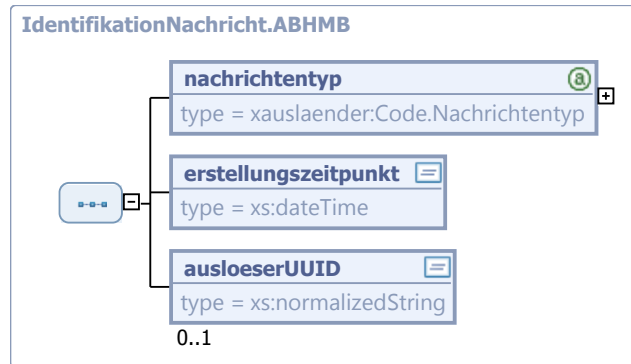 IdentifikationNachricht.ABHMB
nachrichtentyp
type = xauslaender:Code.Nachrichtentyp
erstellungszeitpunkt
type = xs:dateTime
ausloeserUUID
type = xs:normalizedString
0..1